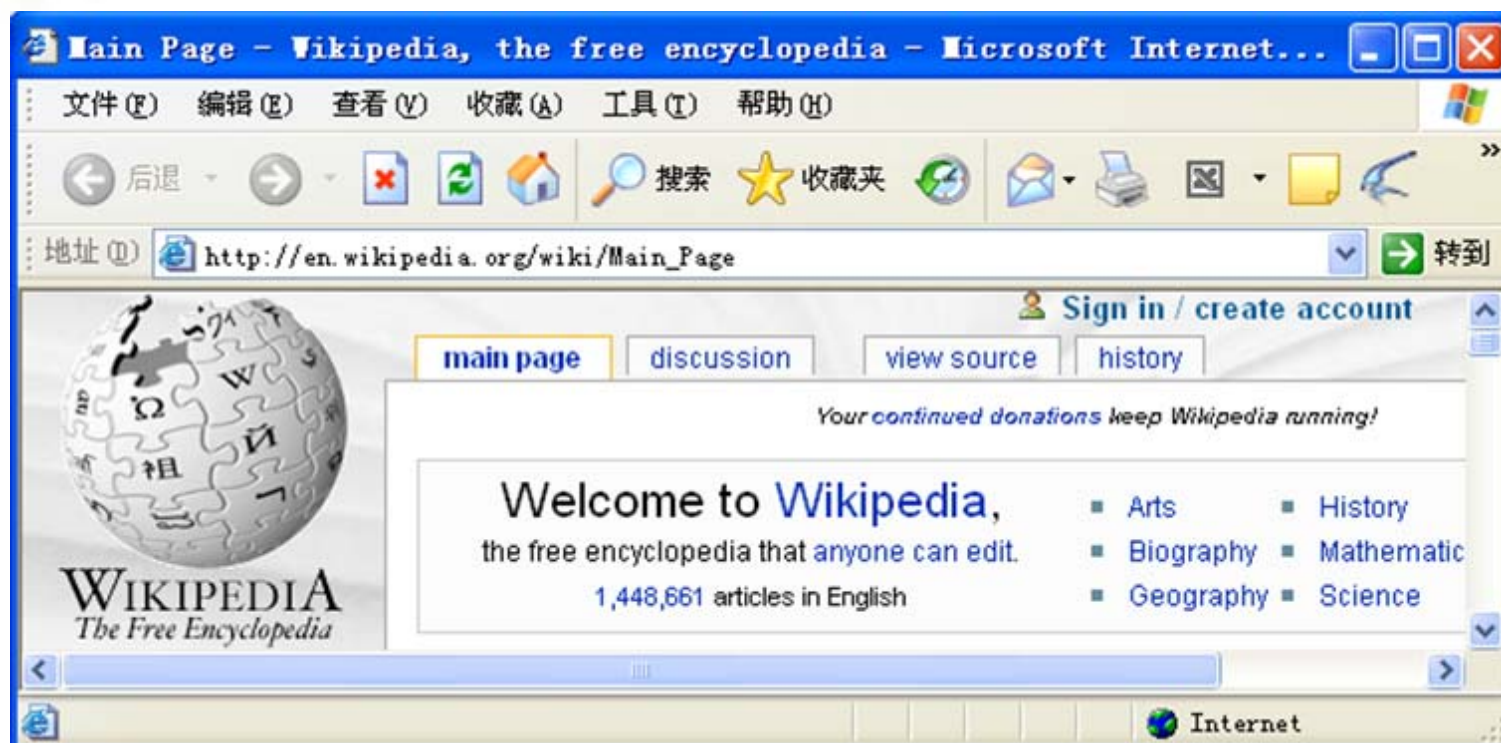 Main Page - Wikipedia, the free encyclopedia - Microsoft Internet...
文件(F) 编辑(E) 查看(V) 收藏(A) 工具(T) 帮助(H)
后退 搜索 收藏夹 »
地址(D) http://en.wikipedia.org/wiki/Main_Page 转到
Sign in / create account
main page discussion view source history
Your continued donations keep Wikipedia running!
Welcome to Wikipedia,
the free encyclopedia that anyone can edit.
1,448,661 articles in English
Arts History
Biography Mathematic
Geography Science
Ω W И 祖
WIKIPEDIA
The Free Encyclopedia
Internet